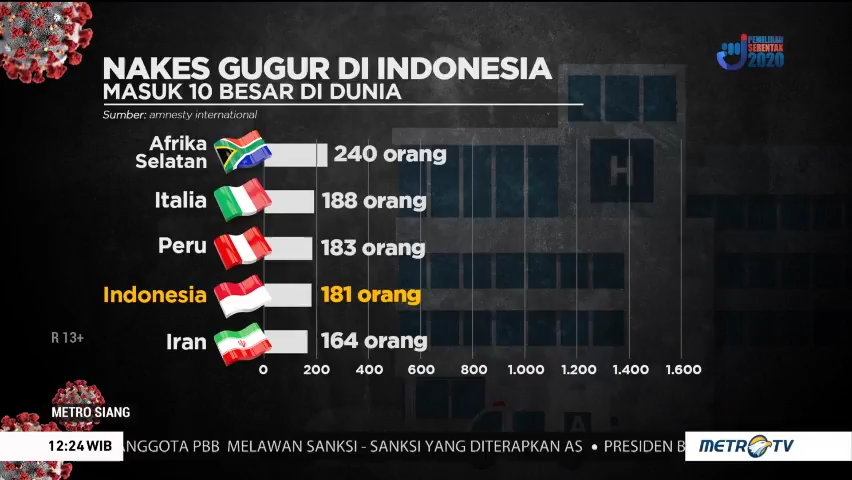 PEMILIHAN
SERENTAK
2020
NAKES GUGUR DI INDONESIA
MASUK 10 BESAR DI DUNIA
Sumber: amnesty international
Afrika
Selatan
240 orang
Italia
188 orang
Peru
183 orang
Indonesia
181 orang
Iran
164 orang
0 200 400 600 800 1.000 1.200 1.400 1.600
H
A
R 13+
METRO SIANG
12:24 WIB
ANGGOTA PBB MELAWAN SANKSI - SANKSI YANG DITERAPKAN AS • PRESIDEN B
METRO TV